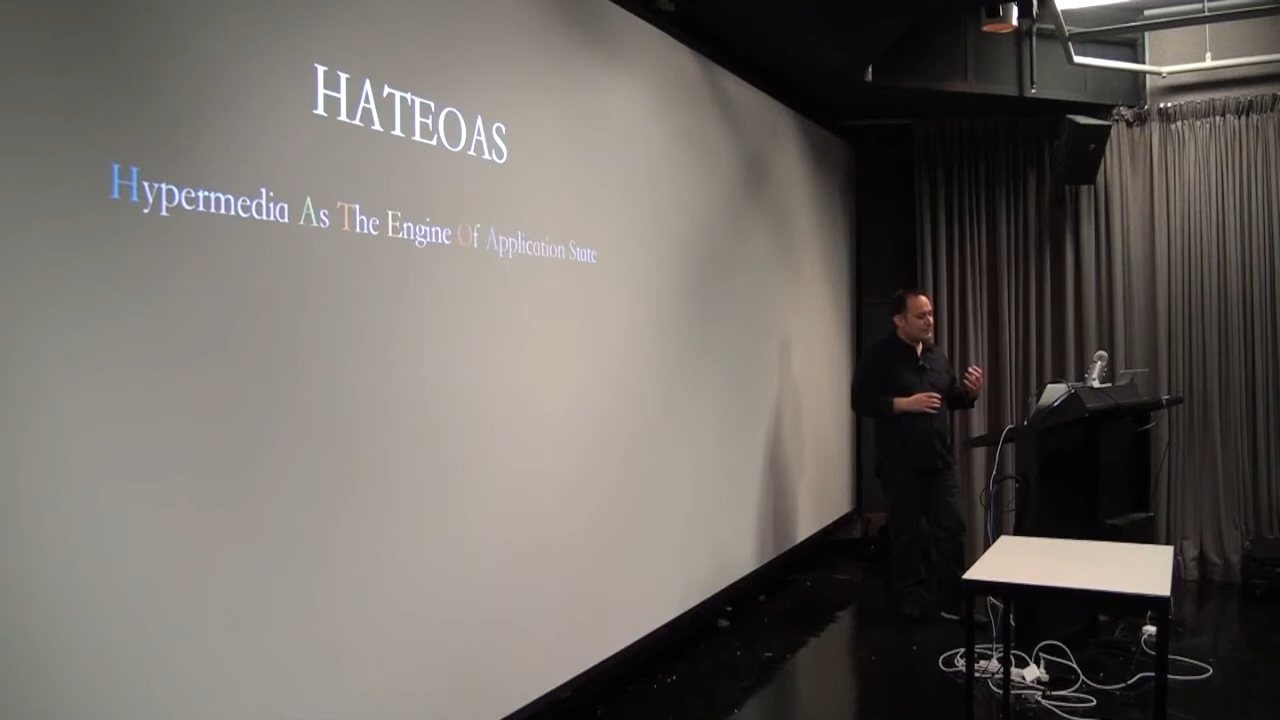 HATEOAS
Hypermedia As The Engine Of Application State